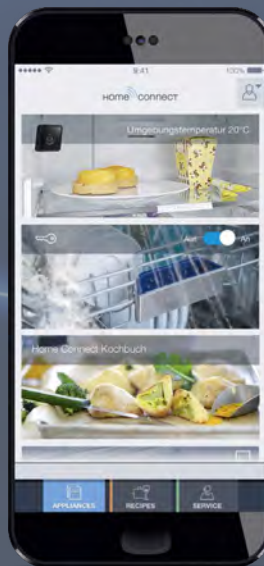 9:41
100%
HOME CONNECT
Umgebungstemperatur 20°C
Aus An
Home Connect Kochbuch
APPLIANCES RECIPES SERVICE